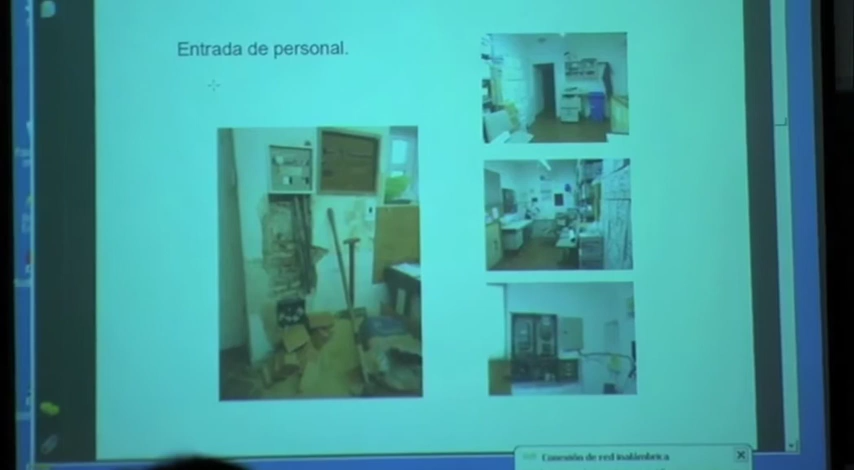 Entrada de personal.
Conexión de red inalámbrica